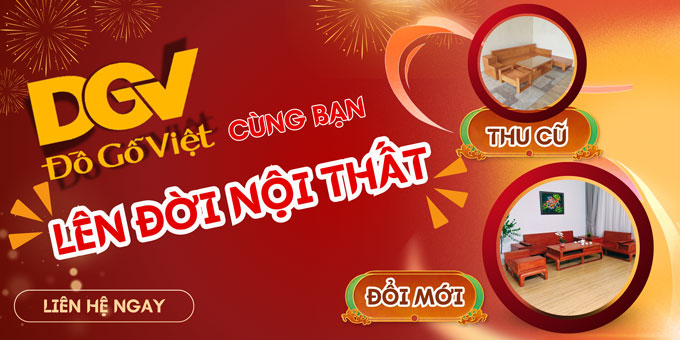 DGV
Đồ Gỗ Việt
CÙNG BẠN
LÊN ĐỜI NỘI THẤT
THU CŨ
ĐỔI MỚI
LIÊN HỆ NGAY